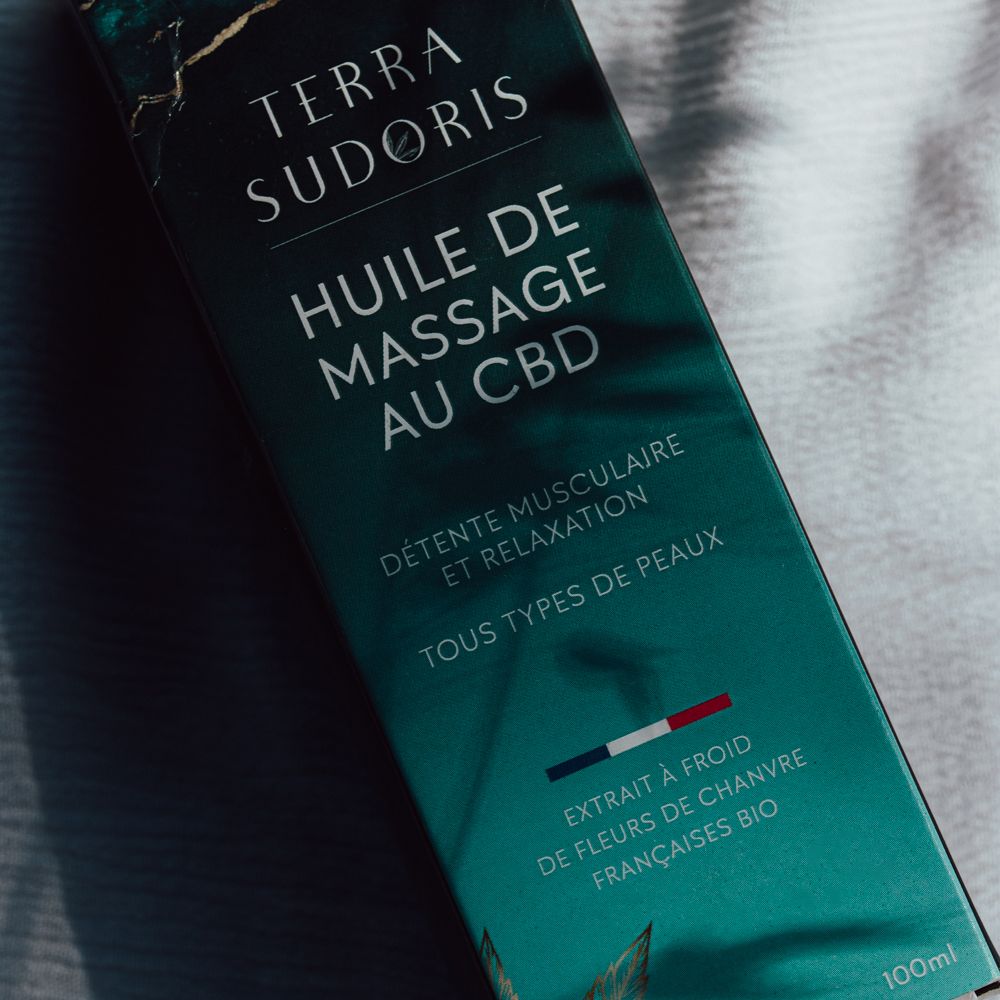 TERRA
SUDORIS
HUILE DE
MASSAGE
AU CBD
DÉTENTE MUSCULAIRE
ET RELAXATION
TOUS TYPES DE PEAUX
EXTRAIT À FROID
DE FLEURS DE CHANVRE
FRANÇAISES BIO
100ml